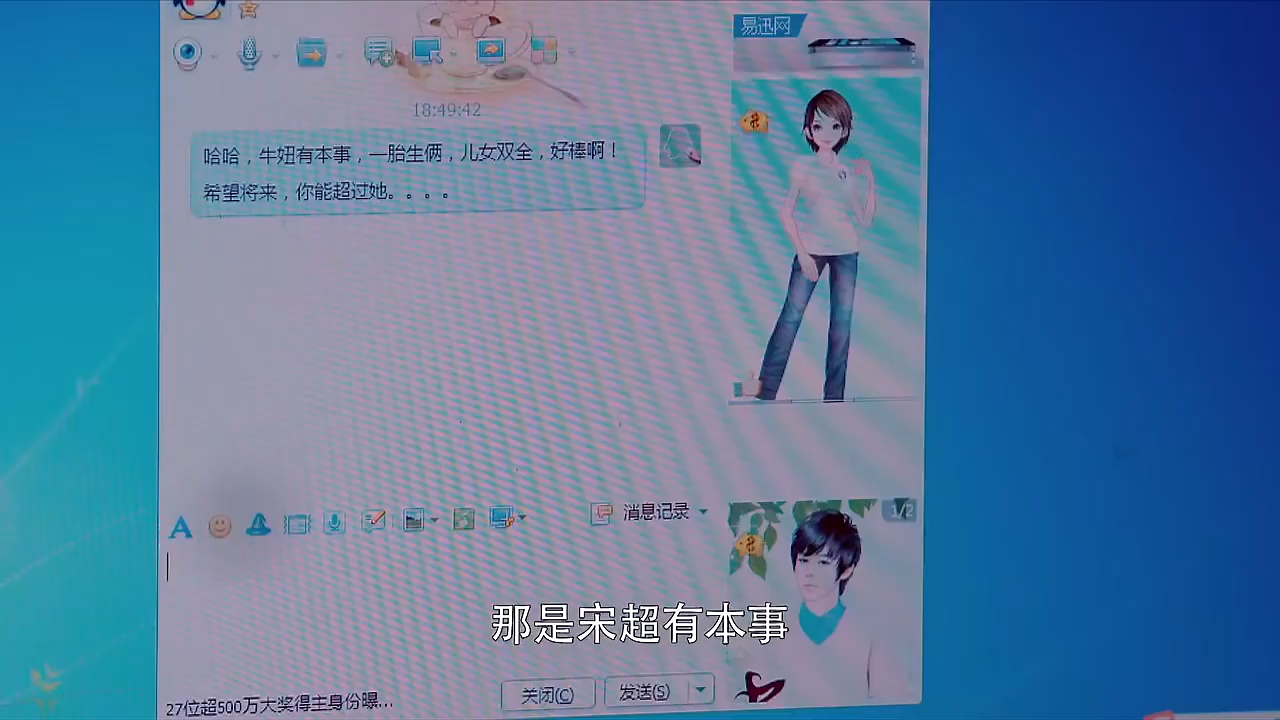 易迅网
18:49:42
哈哈，牛妞有本事，一胎生俩，儿女双全，好棒啊！
希望将来，你能超过她。。。。
消息记录
1/2
那是宋超有本事
关闭(C)
发送(S)
27位超500万大奖得主身份曝...